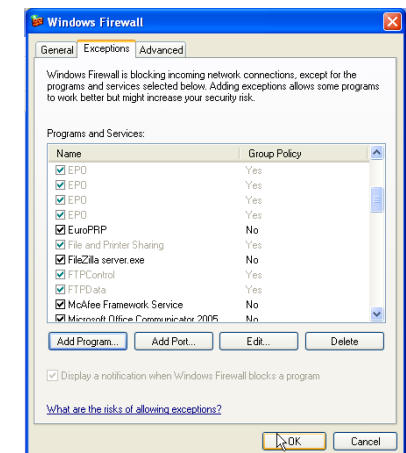 Windows Firewall
General Exceptions Advanced
Windows Firewall is blocking incoming network connections, except for the
programs and services selected below. Adding exceptions allows some programs
to work better but might increase your security risk.
Programs and Services:
Name Group Policy
EPO Yes
EPO Yes
EPO Yes
EPO Yes
EuroPRP No
File and Printer Sharing Yes
FileZilla server.exe No
FTPControl Yes
FTPData Yes
McAfee Framework Service No
Microsoft Office Communicator 2005 No
Add Program... Add Port... Edit... Delete
Display a notification when Windows Firewall blocks a program
What are the risks of allowing exceptions?
OK Cancel